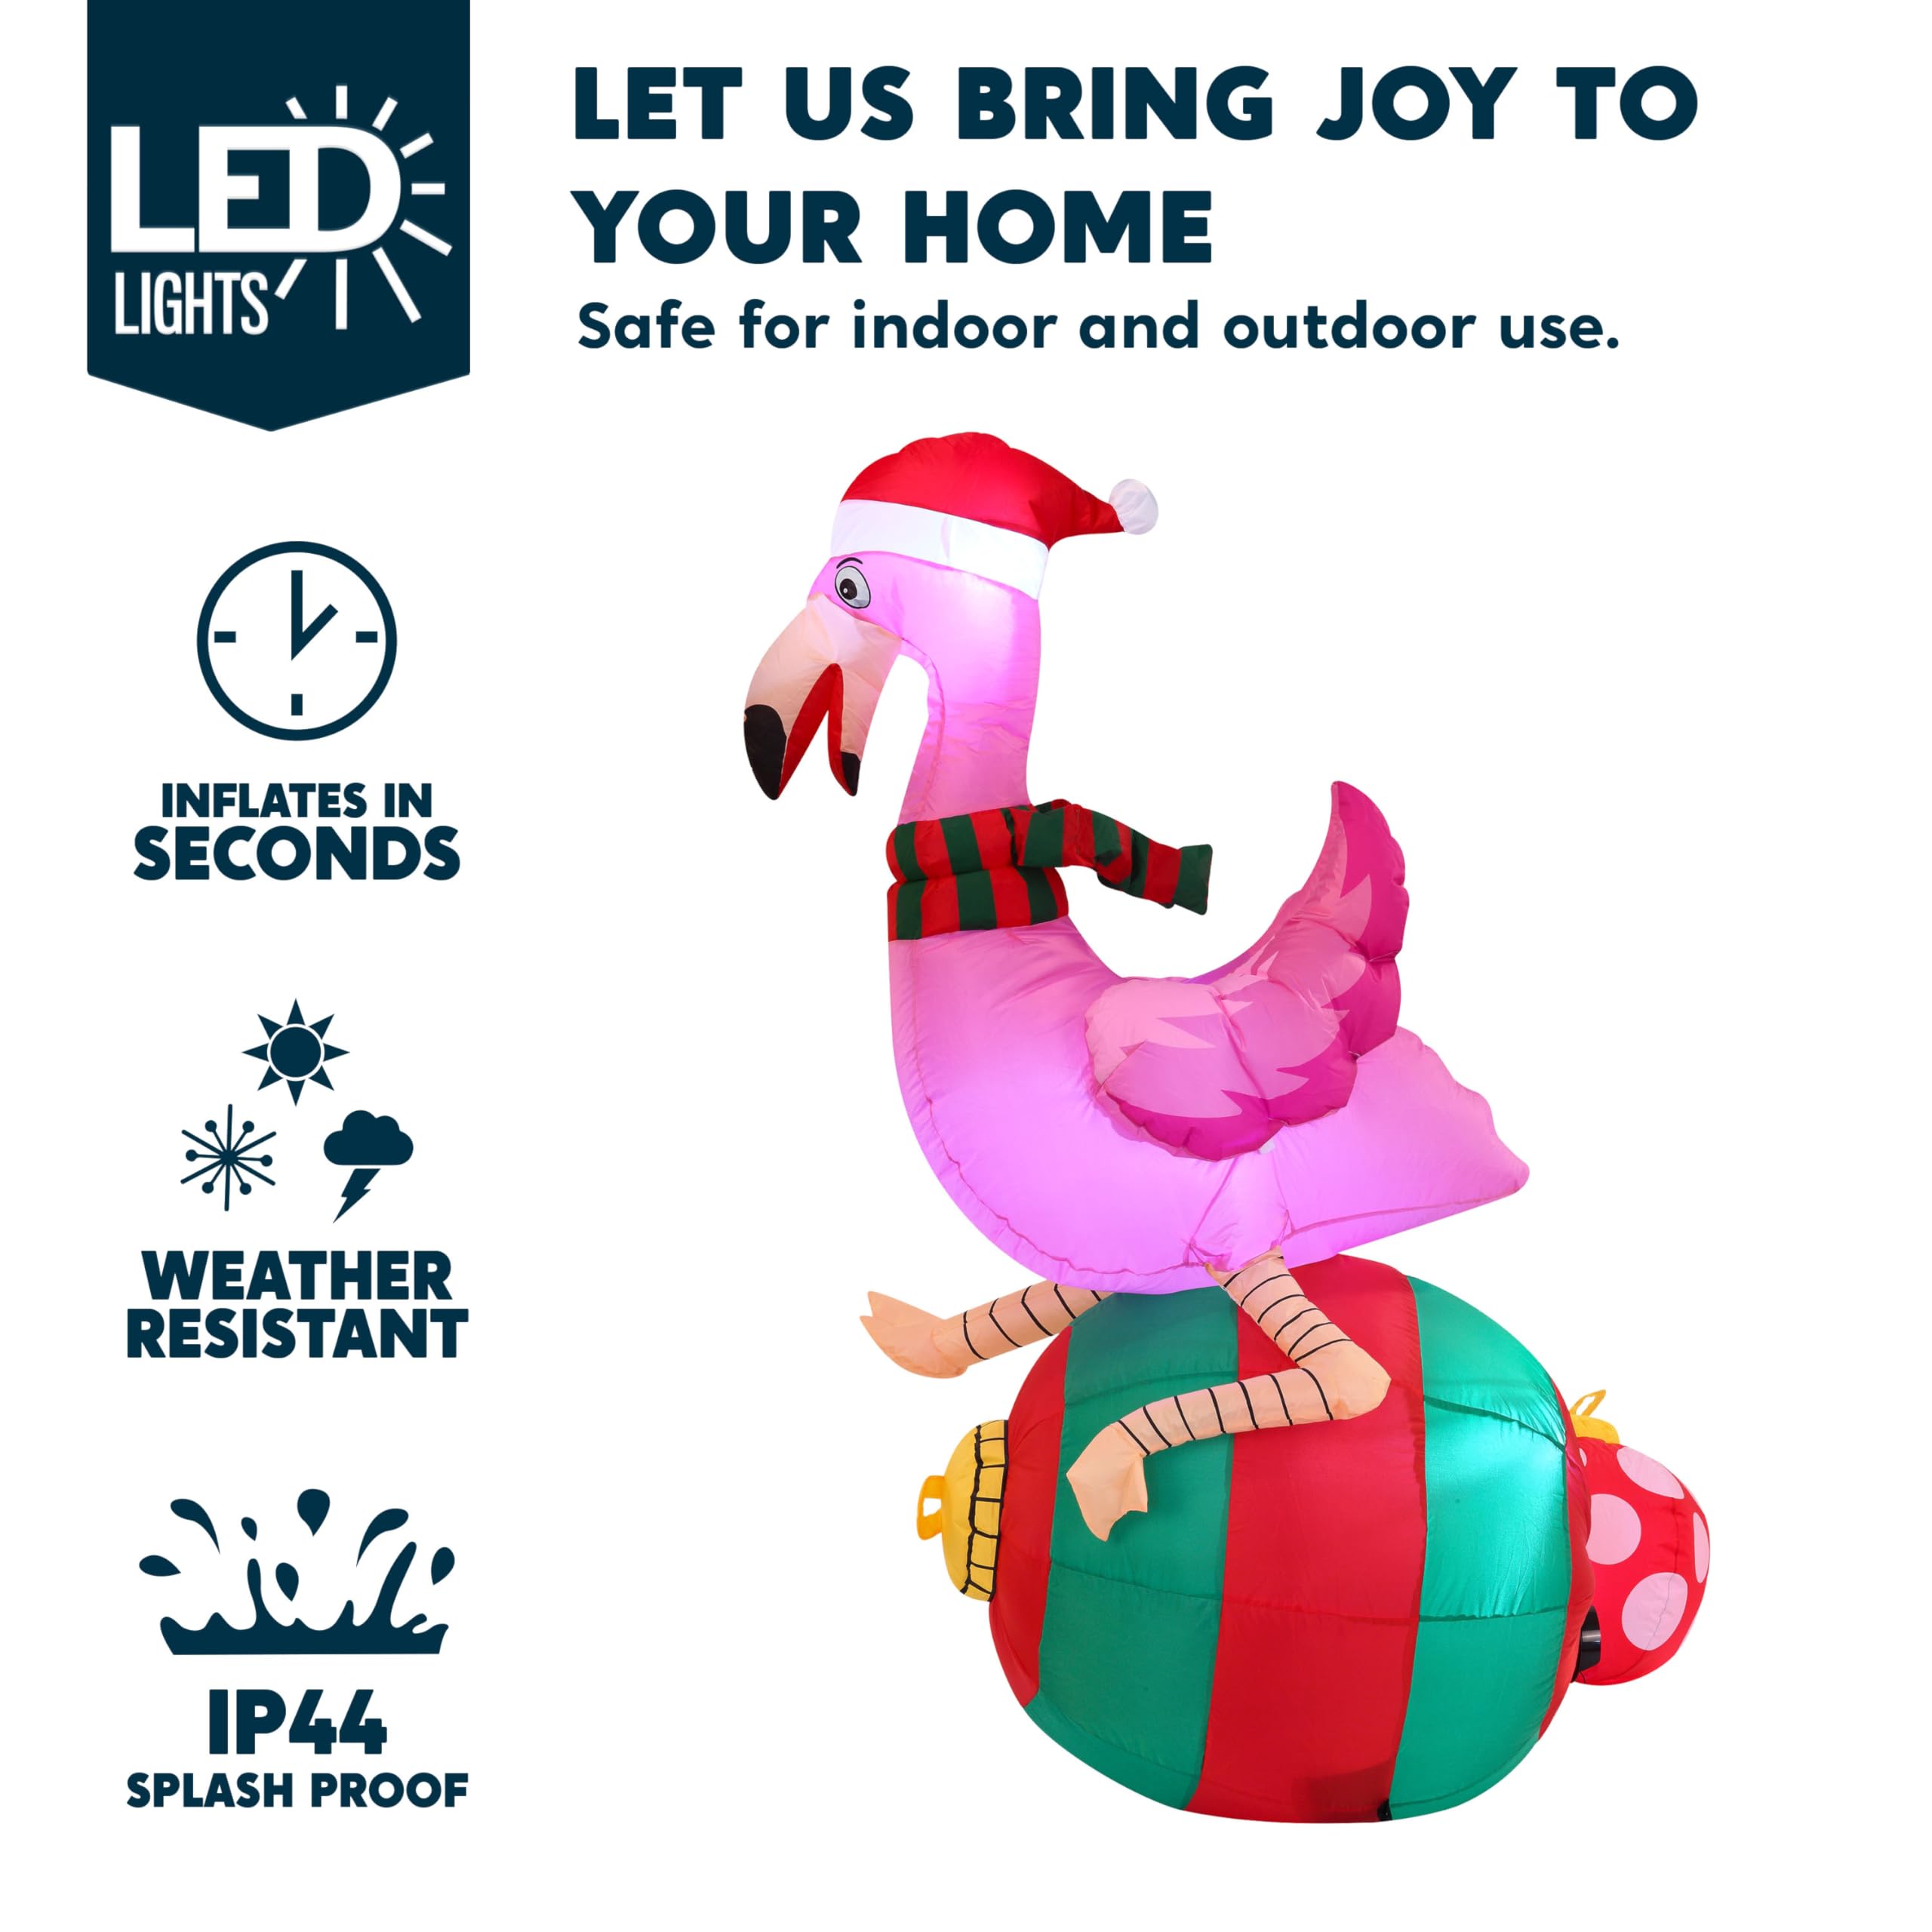 LED
LIGHTS
LET US BRING JOY TO
YOUR HOME
Safe for indoor and outdoor use.
INFLATES IN
SECONDS
WEATHER
RESISTANT
IP44
SPLASH PROOF